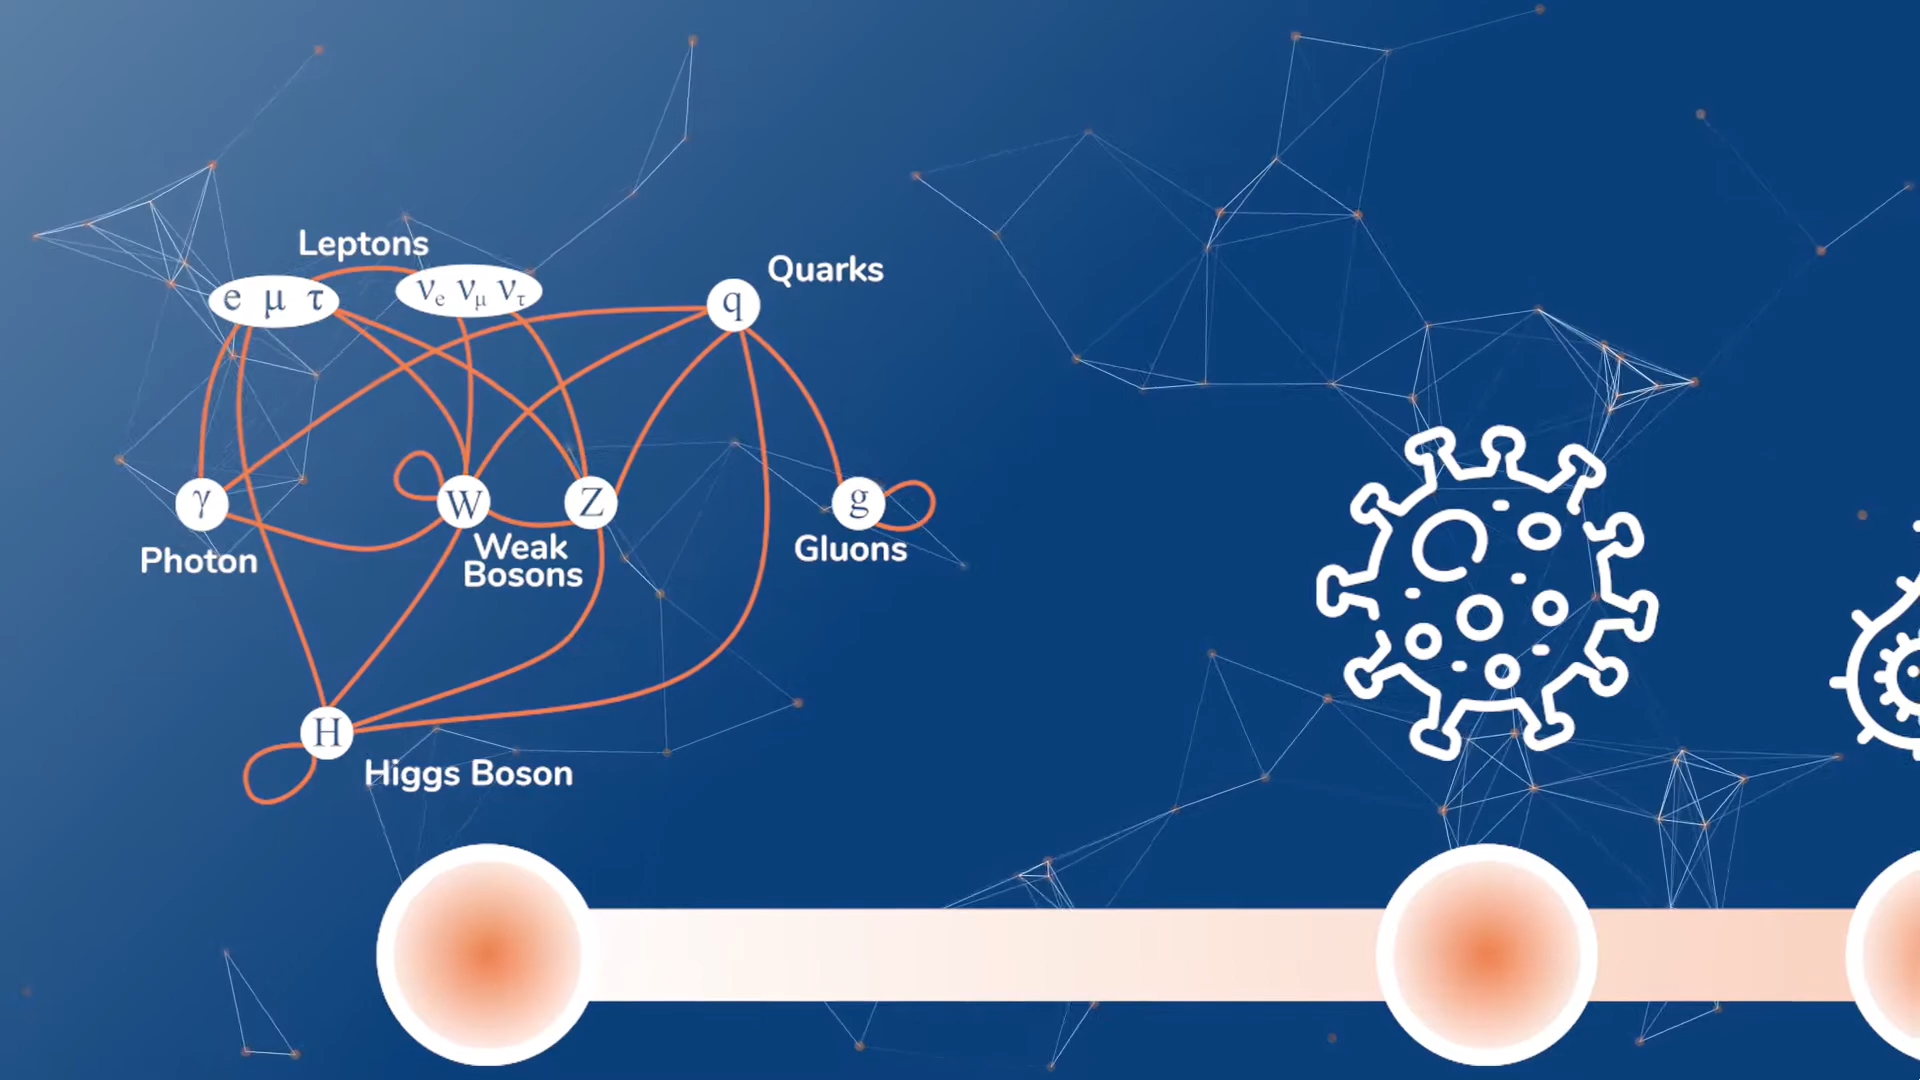 Leptons
e μ τ
νe νμ ντ
q
Quarks
γ
W
Z
g
Photon
Weak
Bosons
Gluons
H
Higgs Boson